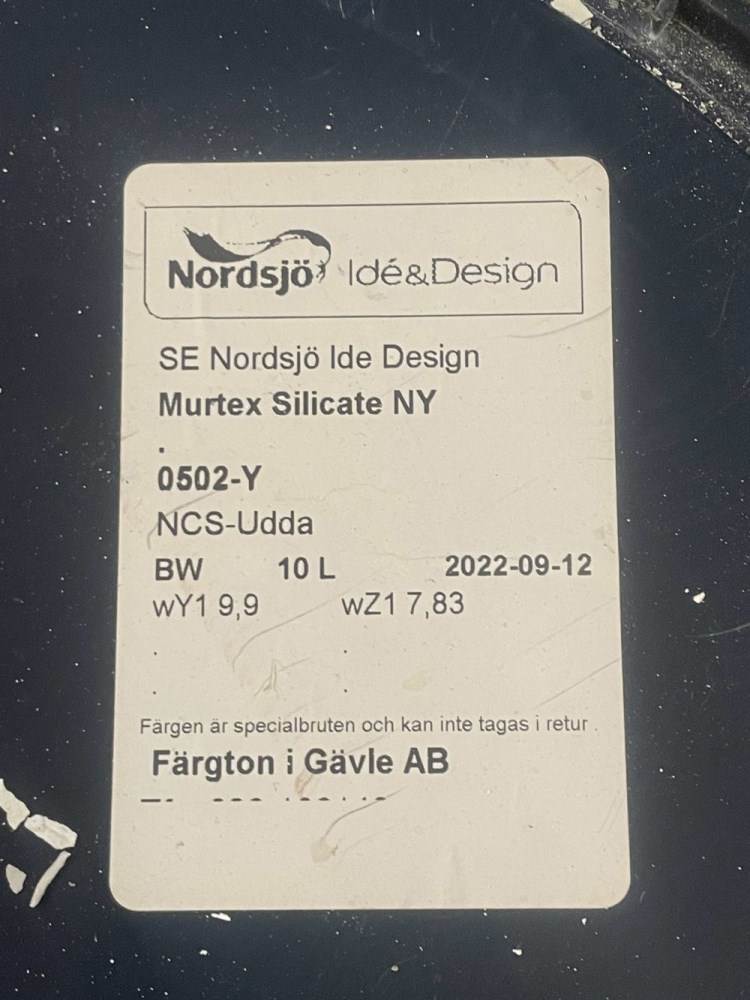 Nordsjö Idé&Design
SE Nordsjö Ide Design
Murtex Silicate NY
.
0502-Y
NCS-Udda
BW 10 L 2022-09-12
wY1 9,9 wZ1 7,83
. .
. .
Färgen är specialbruten och kan inte tagas i retur .
Färgton i Gävle AB